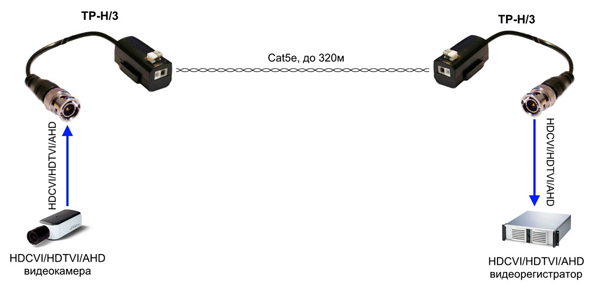 TP-H/3
TP-H/3
Cat5e, до 320м
HDCVI/HDTVI/AHD
HDCVI/HDTVI/AHD
HDCVI/HDTVI/AHD
видеокамера
HDCVI/HDTVI/AHD
видеорегистратор